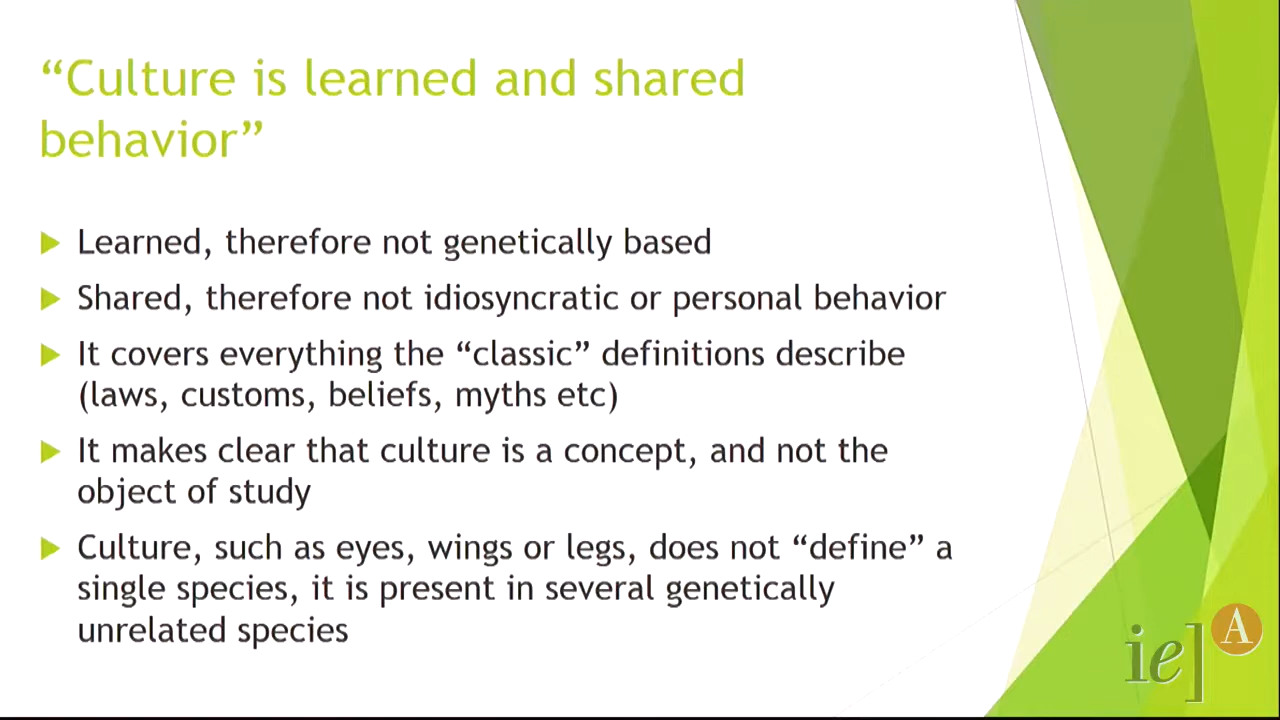 “Culture is learned and shared
behavior”
Learned, therefore not genetically based
Shared, therefore not idiosyncratic or personal behavior
It covers everything the “classic” definitions describe
(laws, customs, beliefs, myths etc)
It makes clear that culture is a concept, and not the
object of study
Culture, such as eyes, wings or legs, does not “define” a
single species, it is present in several genetically
unrelated species
ie] A